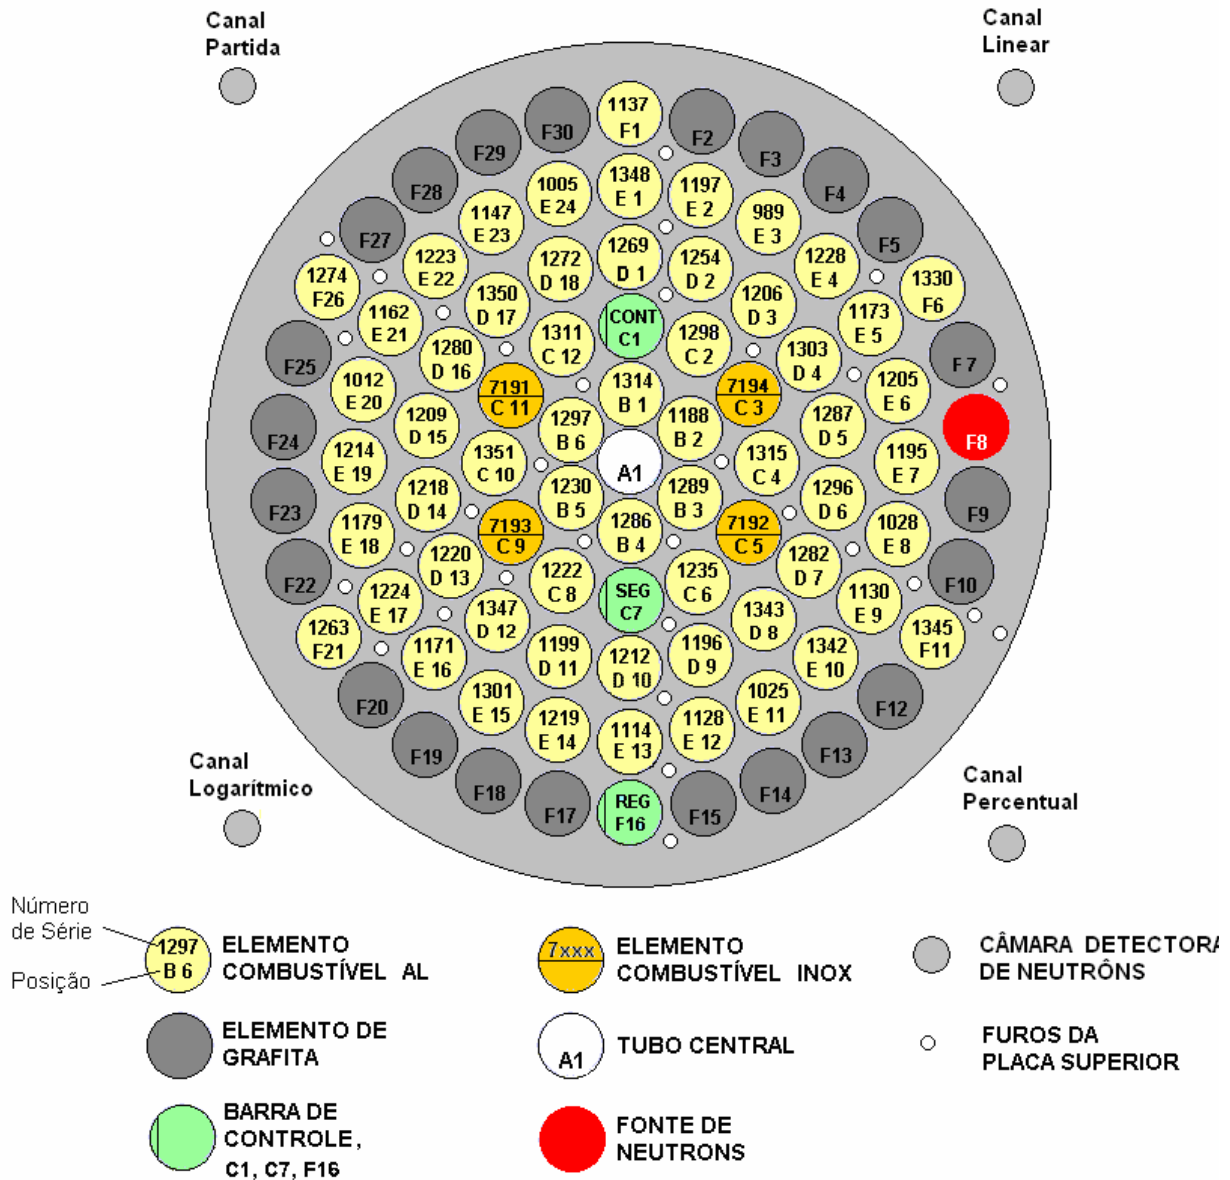 Canal
Partida
Canal
Linear
1137
F1
F30
F2
F29
F3
F28
F4
1005
E 24
1348
E 1
1197
E 2
1147
E 23
989
E 3
F27
F5
1223
E 22
1272
D 18
1269
D 1
1254
D 2
1228
E 4
1274
F26
1330
F6
1162
E 21
1350
D 17
1206
D 3
1173
E 5
1311
C 12
CONT
C1
1298
C 2
F25
1280
D 16
1303
D 4
F7
1012
E 20
7191
C 11
1314
B 1
7194
C 3
1205
E 6
F24
1209
D 15
1297
B 6
1188
B 2
1287
D 5
F8
1214
E 19
1351
C 10
A1
1315
C 4
1195
E 7
F23
1218
D 14
1230
B 5
1289
B 3
1296
D 6
F9
1179
E 18
7193
C 9
1286
B 4
7192
C 5
1028
E 8
F22
1220
D 13
1222
C 8
1235
C 6
1282
D 7
F10
1224
E 17
SEG
C7
1130
E 9
1263
F21
1347
D 12
1343
D 8
1345
F11
1171
E 16
1199
D 11
1212
D 10
1196
D 9
1342
E 10
F20
1301
E 15
1025
E 11
F12
1219
E 14
1114
E 13
1128
E 12
F19
F13
F18
F14
F17
REG
F16
F15
Canal
Logarítmico
Canal
Percentual
Número
de Série
Posição
1297
B 6
ELEMENTO
COMBUSTÍVEL AL
7xxx
ELEMENTO
COMBUSTÍVEL INOX
CÂMARA DETECTORA
DE NEUTRÔNS
ELEMENTO DE
GRAFITA
A1
TUBO CENTRAL
FUROS DA
PLACA SUPERIOR
BARRA DE
CONTROLE,
C1, C7, F16
FONTE DE
NEUTRONS